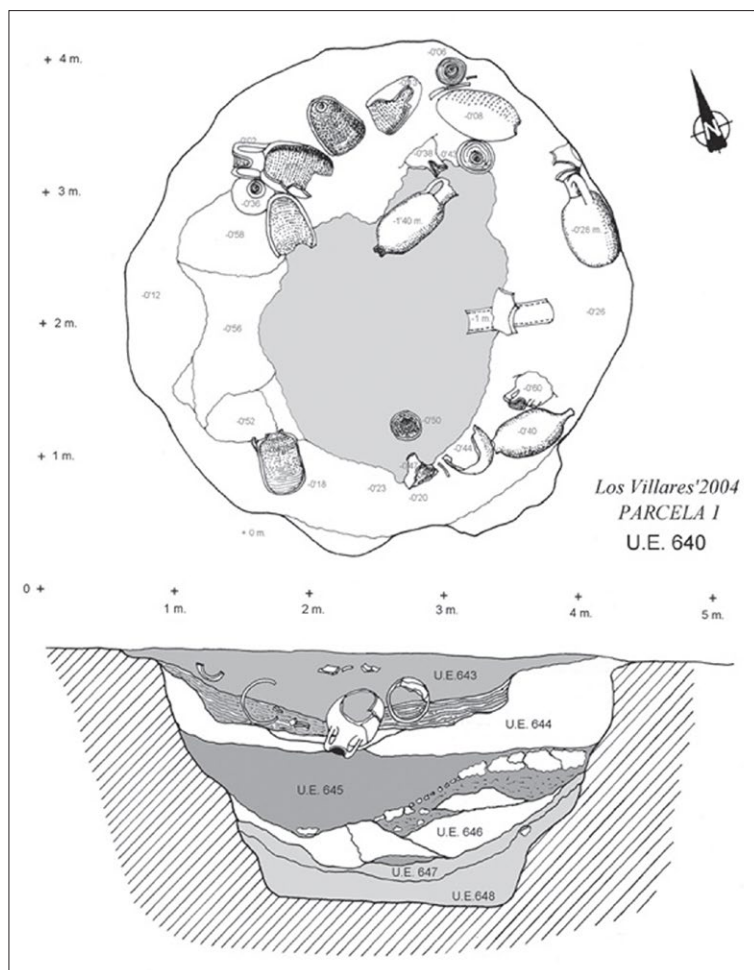 + 4 m.
-0'06
-0'08
N
-0'02
-0'38
-0'43
+ 3 m.
-0'36
-1'40 m.
-0'28 m.
-0'58
-0'12
-0'26
+ 2 m.
-0'56
-1 m.
-0'60
-0'52
-0'50
-0'40
-0'44
+ 1 m.
-0'47
-0'18
-0'23
-0'20
+ 0 m.
Los Villares'2004
PARCELA 1
U.E. 640
0 +
+ 1 m.
+ 2 m.
+ 3 m.
+ 4 m.
+ 5 m.
U.E.643
U.E. 644
U.E. 645
U.E. 646
U.E. 647
U.E. 648